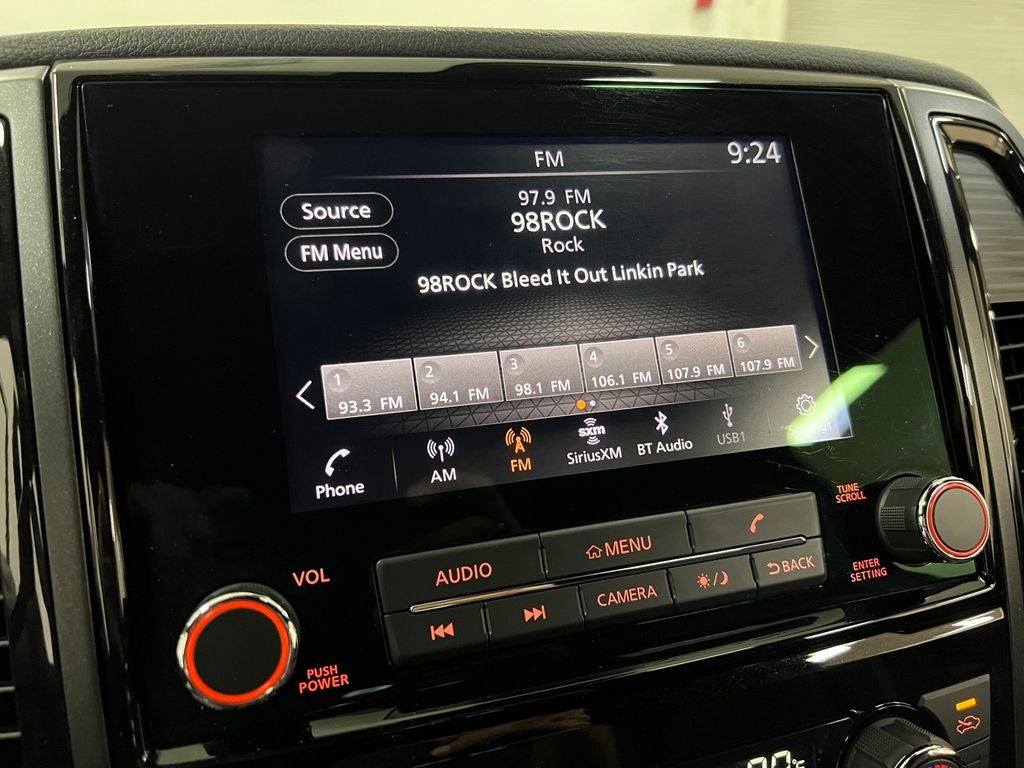 FM
9:24
Source
97.9 FM
98ROCK
FM Menu
Rock
98ROCK Bleed It Out Linkin Park
1 93.3 FM
2 94.1 FM
3 98.1 FM
4 106.1 FM
5 107.9 FM
6 107.9 FM
Phone
AM
FM
sxm
SiriusXM
BT Audio
USB1
Settings
TUNE
SCROLL
VOL
AUDIO
MENU
CAMERA
BACK
ENTER
SETTING
PUSH
POWER